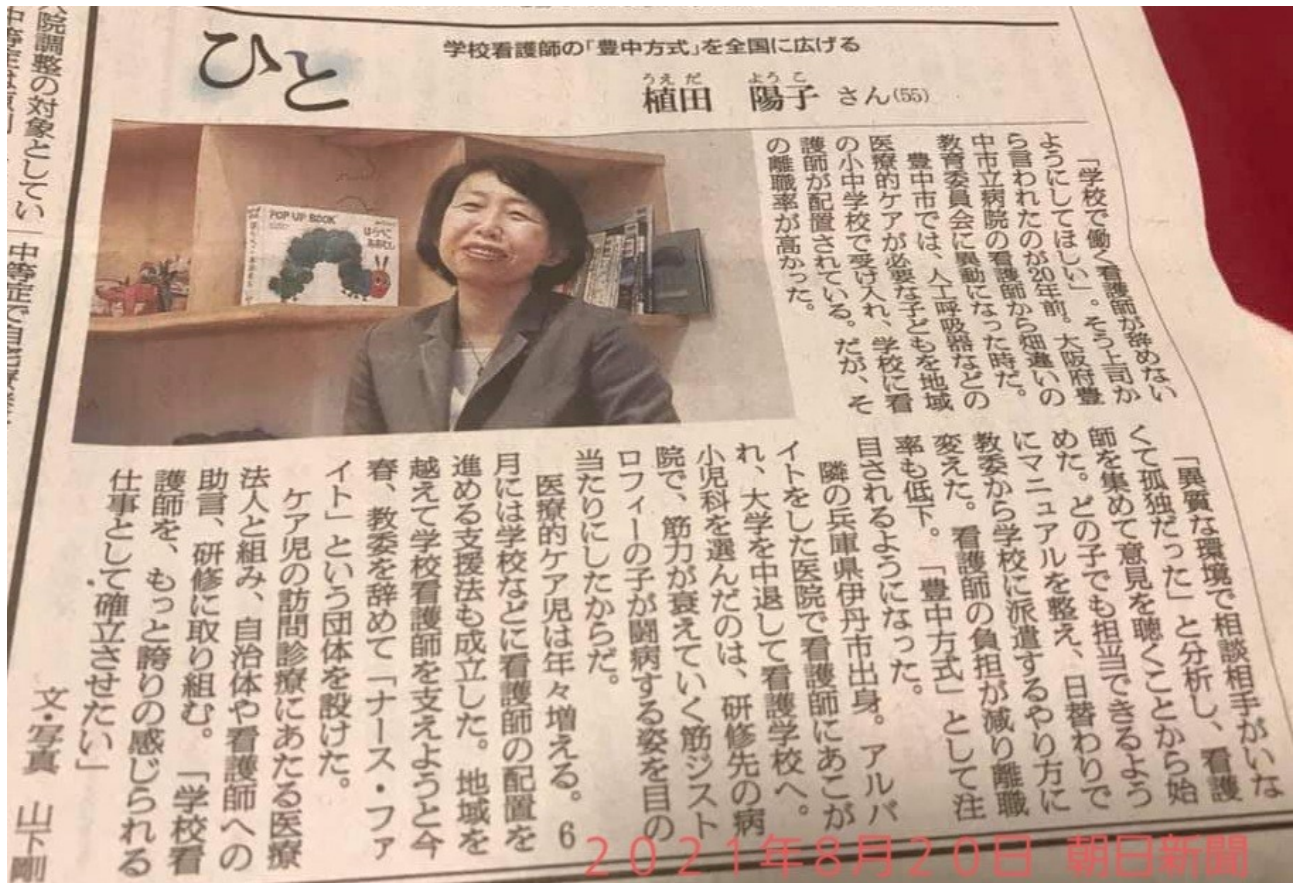 ひと
学校看護師の「豊中方式」を全国に広げる
うえだ ようこ
植田 陽子 さん(55)
「学校で働く看護師が辞めない
ようにしてほしい」。そう上司か
ら言われたのが20年前。大阪府豊
中市立病院の看護師から畑違いの
教育委員会に異動になった時だ。
豊中市では、人工呼吸器などの
医療的ケアが必要な子どもを地域
の小中学校で受け入れ、学校に看
護師が配置されている。だが、そ
の離職率が高かった。
POP UP BOOK
はらぺこ
あおむし
「異質な環境で相談相手がいな
くて孤独だった」と分析し、看護
師を集めて意見を聴くことから始
めた。どの子でも担当できるよう
にマニュアルを整え、日替わりで
教委から学校に派遣するやり方に
変えた。看護師の負担が減り離職
率も低下。「豊中方式」として注
目されるようになった。
隣の兵庫県伊丹市出身。アルバ
イトをした医院で看護師にあこが
れ、大学を中退して看護学校へ。
小児科を選んだのは、研修先の病
院で、筋力が衰えていく筋ジスト
ロフィーの子が闘病する姿を目の
当たりにしたからだ。
医療的ケア児は年々増える。6
月には学校などに看護師の配置を
進める支援法も成立した。地域を
越えて学校看護師を支えようと今
春、教委を辞めて「ナース・ファ
イト」という団体を設けた。
ケア児の訪問診療にあたる医療
法人と組み、自治体や看護師への
助言、研修に取り組む。「学校看
護師を、もっと誇りの感じられる
仕事として確立させたい」
文・写真 山下剛
入院調整の対象としてい
中等症で自宅
2021年8月20日 朝日新聞